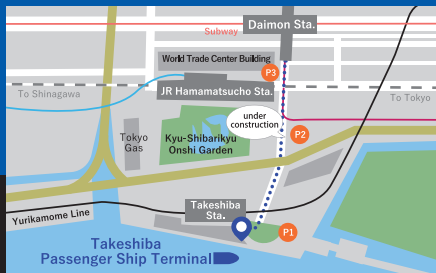 Daimon Sta.
Subway
World Trade Center Building
P3
To Shinagawa
JR Hamamatsucho Sta.
To Tokyo
under
construction
P2
Tokyo
Gas
Kyu-Shibarikyu
Onshi Garden
Takeshiba
Sta.
Yurikamome Line
P1
Takeshiba
Passenger Ship Terminal